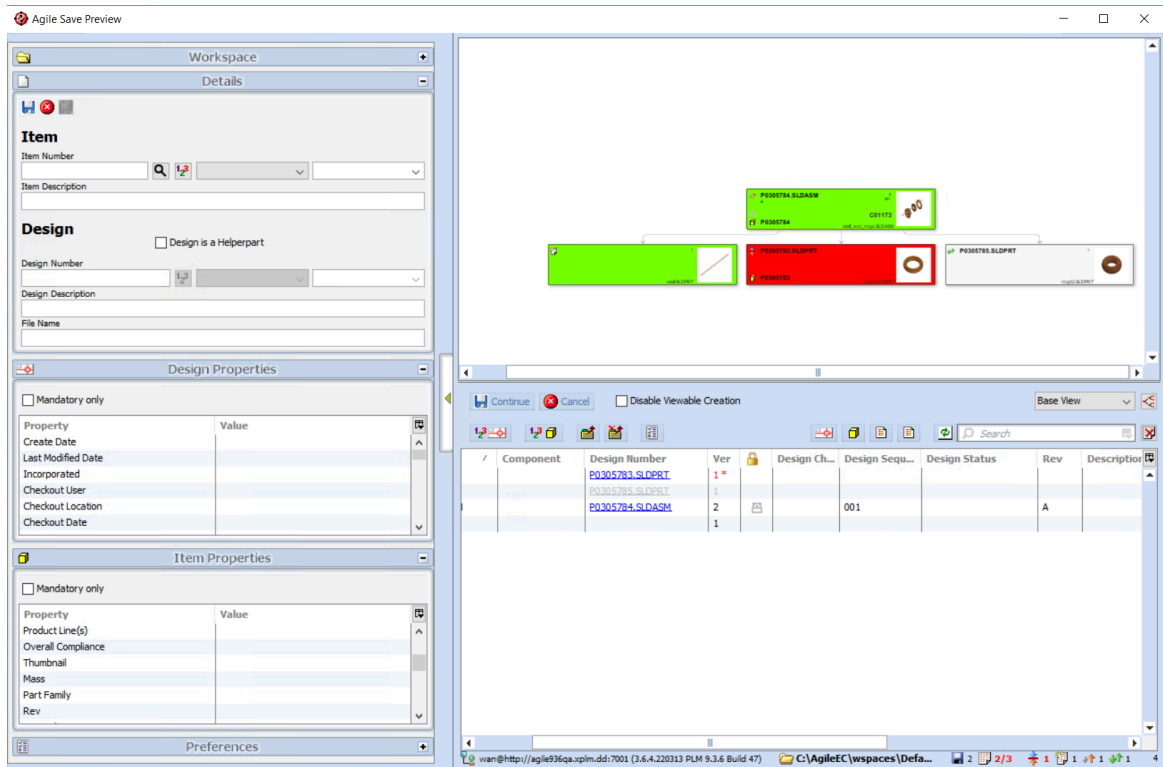 Agile Save Preview
Workspace
Details
Item
Item Number
Item Description
Design
Design is a Helperpart
Design Number
Design Description
File Name
Design Properties
Mandatory only
Property Value
Create Date
Last Modified Date
Incorporated
Checkout User
Checkout Location
Checkout Date
Item Properties
Mandatory only
Property Value
Product Line(s)
Overall Compliance
Thumbnail
Mass
Part Family
Rev
Preferences
P0305784.SLDASM
C01173
P0305784
P0305783.SLDPRT
P0305783
P0305785.SLDPRT
Continue Cancel Disable Viewable Creation Base View
Search
/ Component Design Number Ver Design Ch... Design Sequ... Design Status Rev Description
P0305783.SLDPRT 1 *
P0305785.SLDPRT 1
P0305784.SLDASM 2 001 A
1
wan@http://agile936qa.xplm.dd:7001 (3.6.4.220313 PLM 9.3.6 Build 47) C:\AgileEC\wspaces\Defa... 2 2/3 1 1 1 1 4